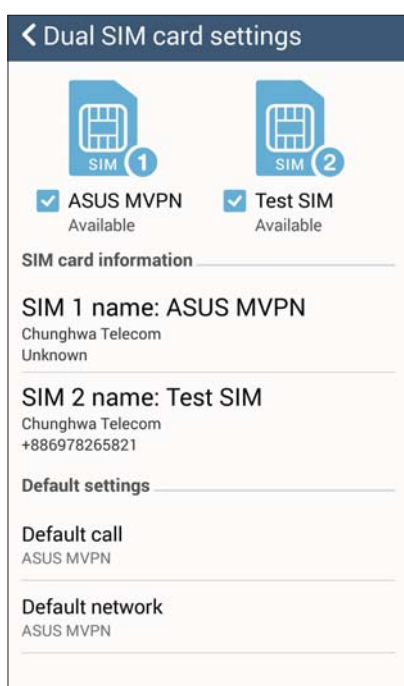 Dual SIM card settings
SIM 1 SIM 2
ASUS MVPN Test SIM
Available Available
SIM card information
SIM 1 name: ASUS MVPN
Chunghwa Telecom
Unknown
SIM 2 name: Test SIM
Chunghwa Telecom
+886978265821
Default settings
Default call
ASUS MVPN
Default network
ASUS MVPN